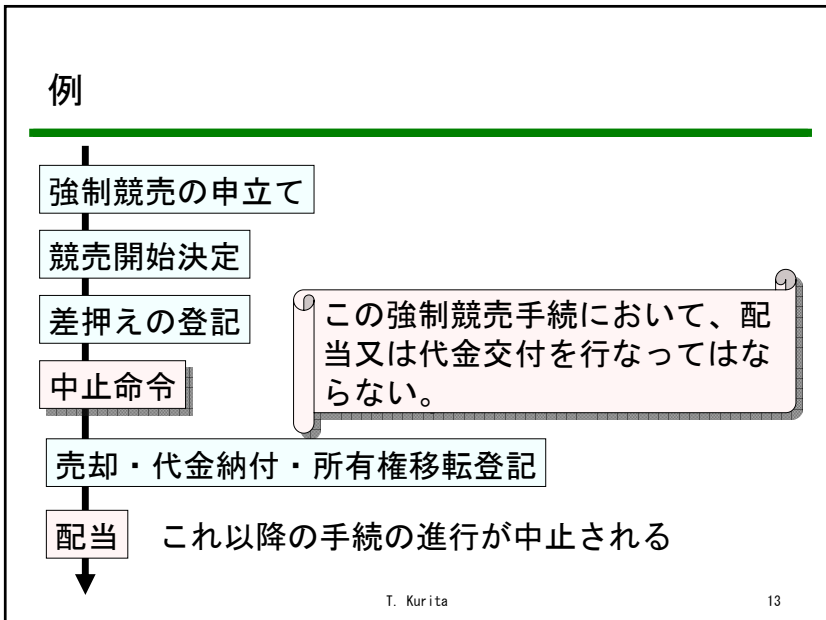 例
強制競売の申立て
競売開始決定
差押えの登記
この強制競売手続において、配
当又は代金交付を行なってはな
らない。
中止命令
売却・代金納付・所有権移転登記
配当 これ以降の手続の進行が中止される
T. Kurita
13